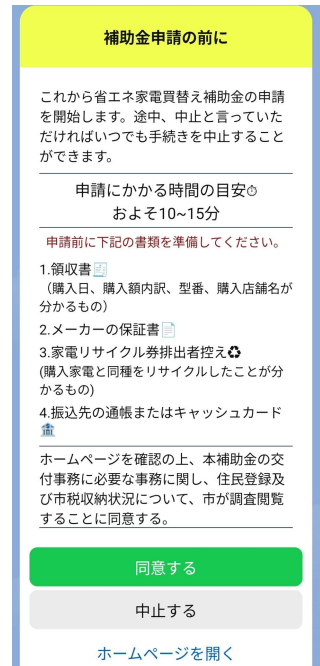 補助金申請の前に
これから省エネ家電買替え補助金の申請
を開始します。途中、中止と言っていた
だければいつでも手続きを中止すること
ができます。
申請にかかる時間の目安⏱
およそ10~15分
申請前に下記の書類を準備してください。
1.領収書🧾
（購入日、購入額内訳、型番、購入店舗名が
分かるもの）
2.メーカーの保証書📄
3.家電リサイクル券排出者控え♻
(購入家電と同種をリサイクルしたことが分
かるもの)
4.振込先の通帳またはキャッシュカード
🏦
ホームページを確認の上、本補助金の交
付事務に必要な事務に関し、住民登録及
び市税収納状況について、市が調査閲覧
することに同意する。
同意する
中止する
ホームページを開く